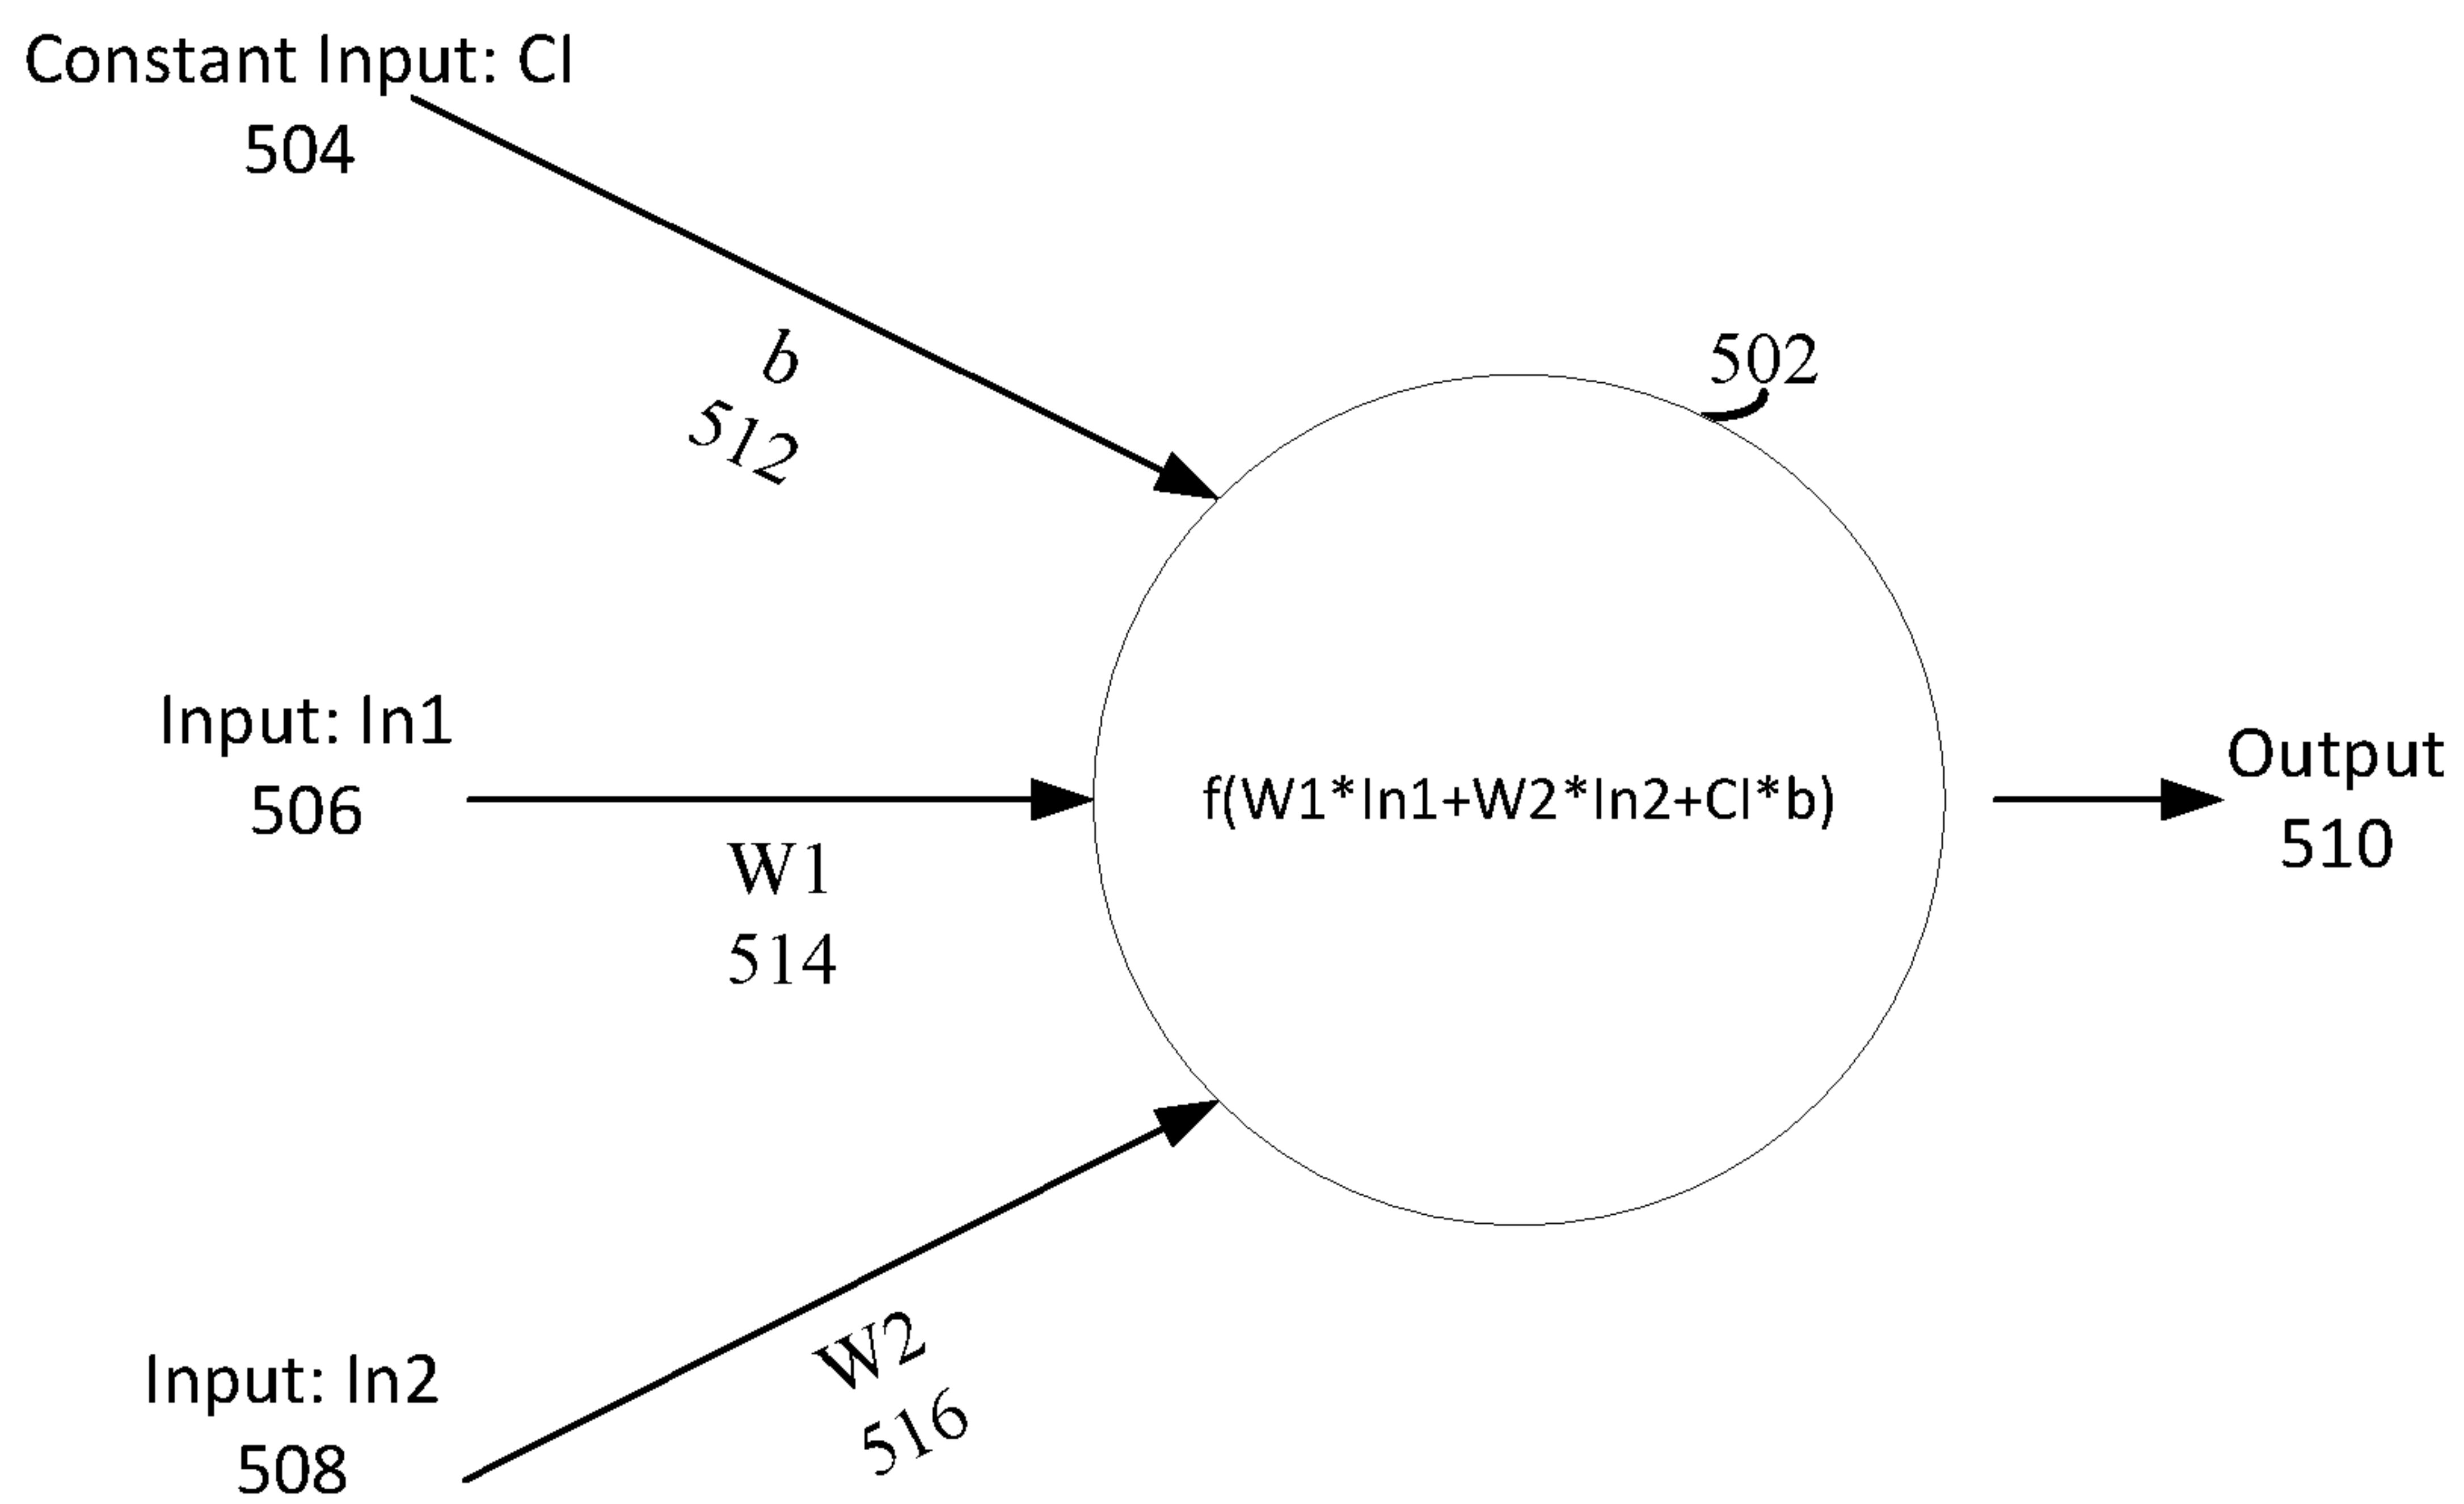 Constant Input: CI
504
b
512
502
Input: In1
506
W1
514
f(W1*In1+W2*In2+CI*b)
Output
510
W2
516
Input: In2
508